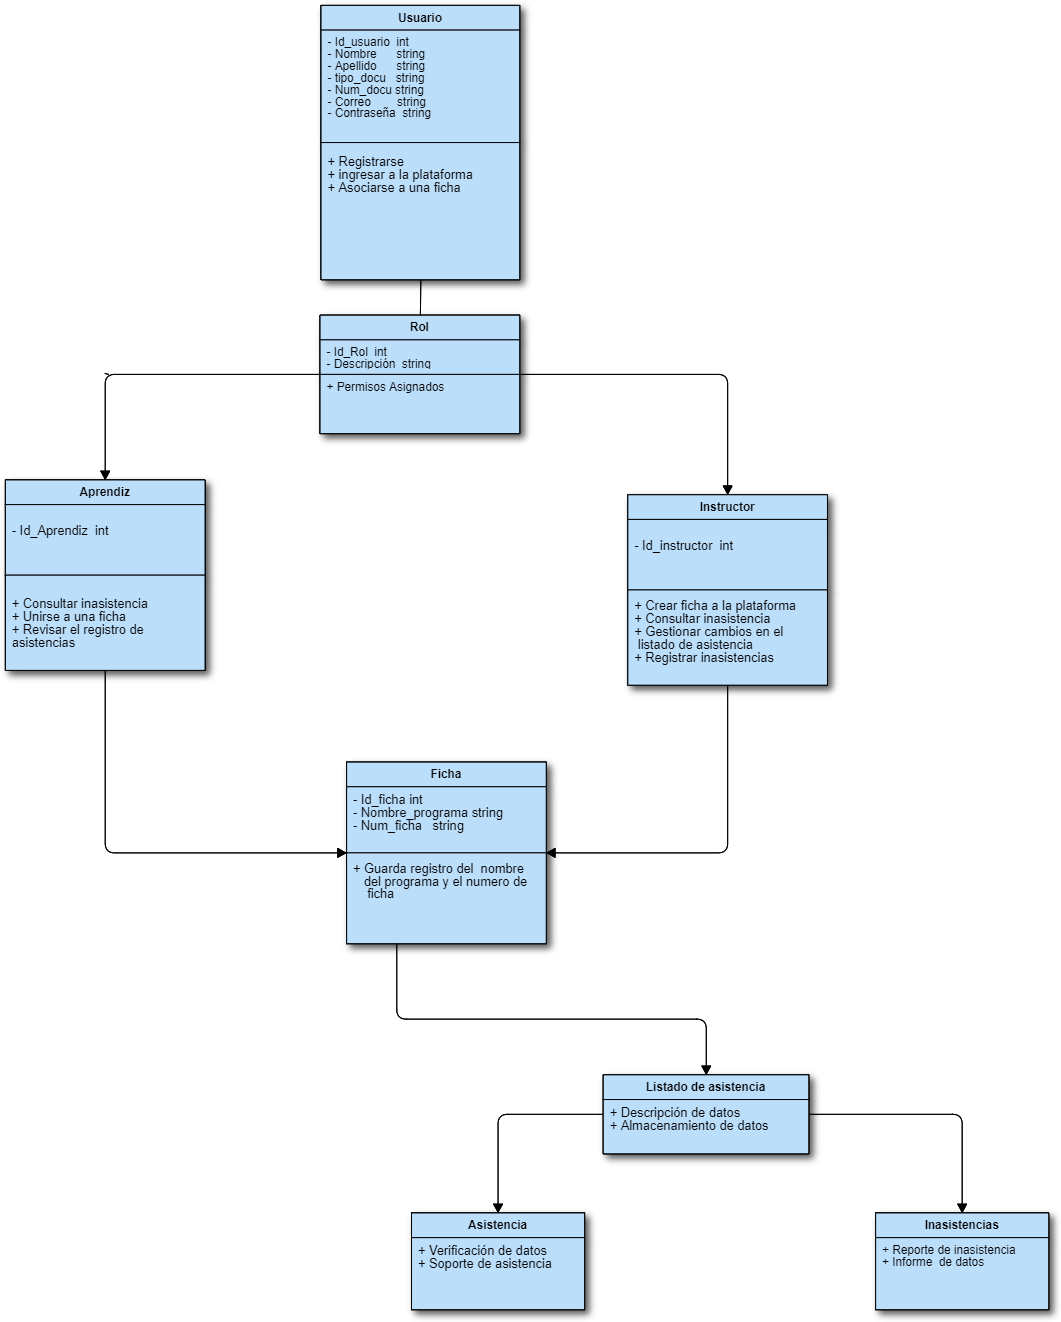 Usuario
- Id_usuario int
- Nombre string
- Apellido string
- tipo_docu string
- Num_docu string
- Correo string
- Contraseña string
+ Registrarse
+ ingresar a la plataforma
+ Asociarse a una ficha
Rol
- Id_Rol int
- Descripción string
+ Permisos Asignados
Aprendiz
- Id_Aprendiz int
+ Consultar inasistencia
+ Unirse a una ficha
+ Revisar el registro de
asistencias
Instructor
- Id_instructor int
+ Crear ficha a la plataforma
+ Consultar inasistencia
+ Gestionar cambios en el
listado de asistencia
+ Registrar inasistencias
Ficha
- Id_ficha int
- Nombre_programa string
- Num_ficha string
+ Guarda registro del nombre
del programa y el numero de
ficha
Listado de asistencia
+ Descripción de datos
+ Almacenamiento de datos
Asistencia
+ Verificación de datos
+ Soporte de asistencia
Inasistencias
+ Reporte de inasistencia
+ Informe de datos